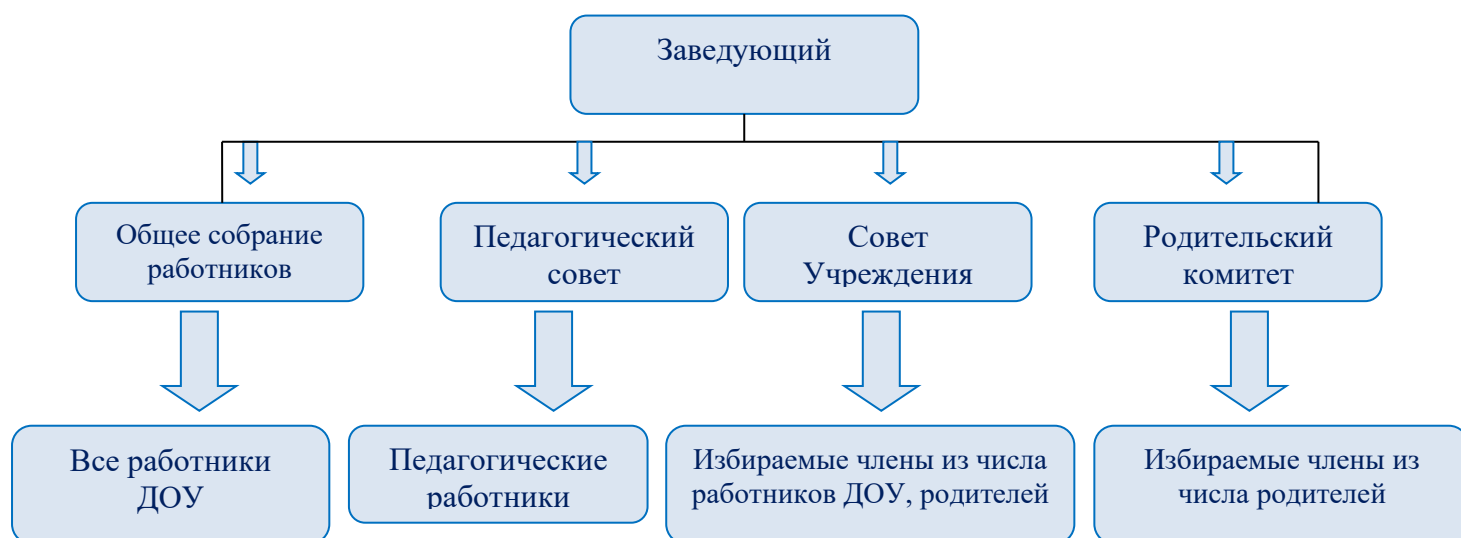 Заведующий
Общее собрание
работников
Педагогический
совет
Совет
Учреждения
Родительский
комитет
Все работники
ДОУ
Педагогические
работники
Избираемые члены из числа
работников ДОУ, родителей
Избираемые члены из
числа родителей